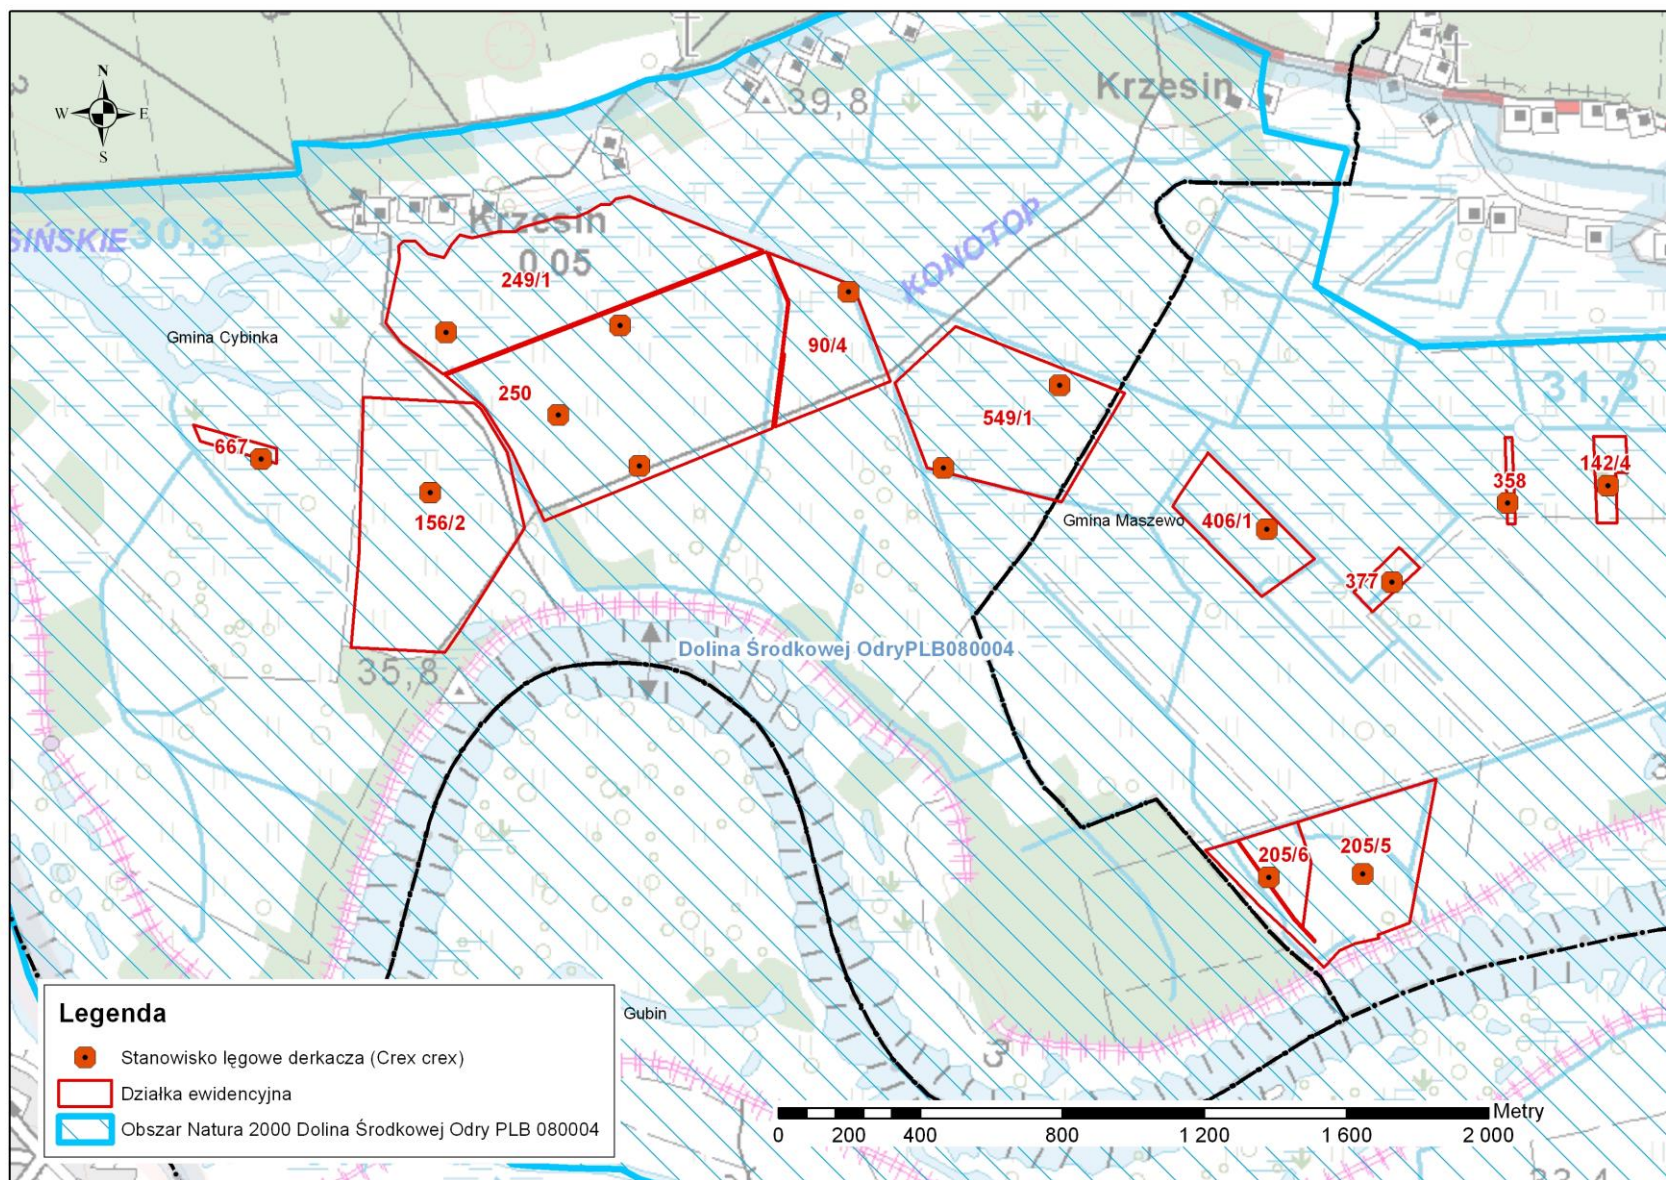 N
W E
S
39,8
Krzesin
Krzesin
0.05
SIŃSKIE 30,3
KONOTOP
249/1
Gmina Cybinka
90/4
250
31,2
549/1
667
156/2
358
142/4
Gmina Maszewo
406/1
377
Dolina Środkowej OdryPLB080004
35,8
205/6
205/5
Gubin
3
33,4
Legenda
Stanowisko lęgowe derkacza (Crex crex)
Działka ewidencyjna
Obszar Natura 2000 Dolina Środkowej Odry PLB 080004
Metry
0 200 400 800 1 200 1 600 2 000